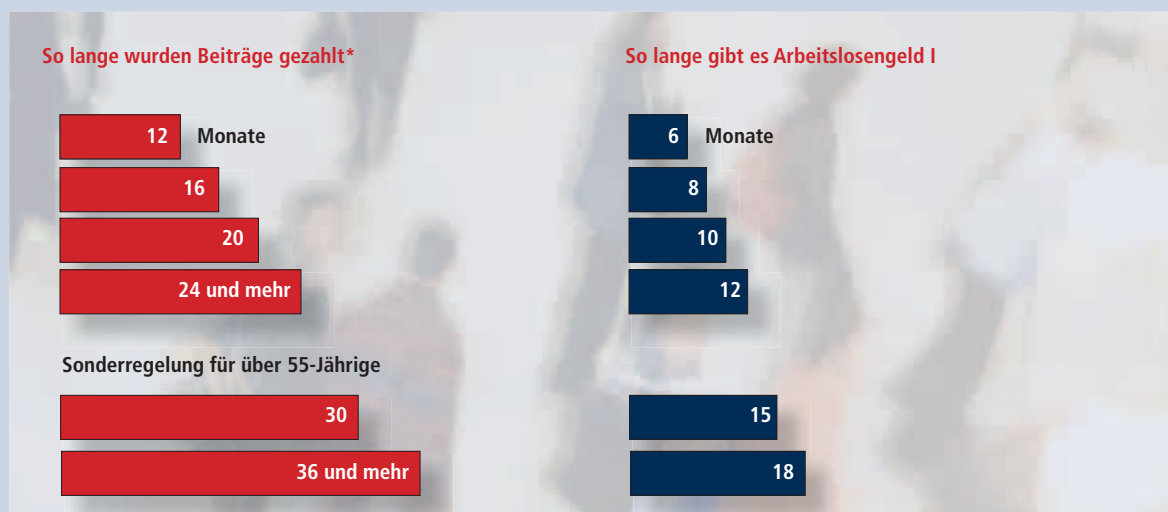 So lange wurden Beiträge gezahlt*
12 Monate
16
20
24 und mehr
Sonderregelung für über 55-Jährige
30
36 und mehr
So lange gibt es Arbeitslosengeld I
6 Monate
8
10
12
15
18